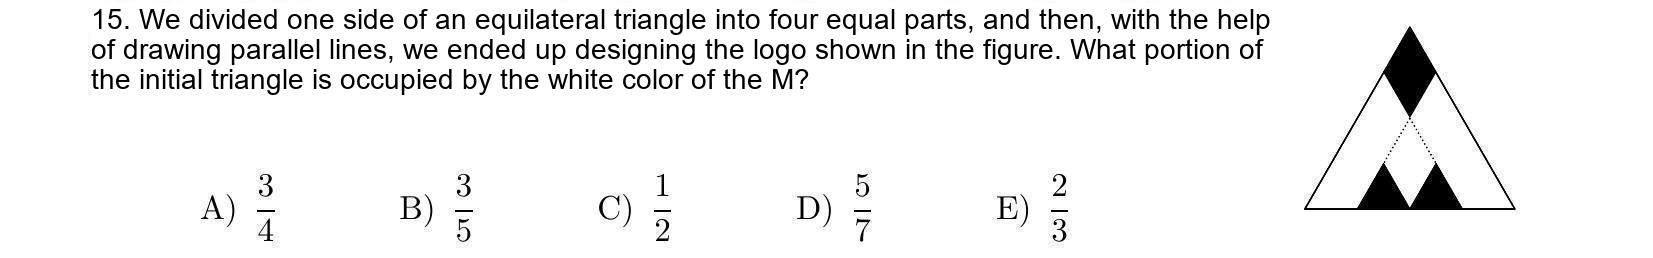 15. We divided one side of an equilateral triangle into four equal parts, and then, with the help
of drawing parallel lines, we ended up designing the logo shown in the figure. What portion of
the initial triangle is occupied by the white color of the M?
A) 3/4 B) 3/5 C) 1/2 D) 5/7 E) 2/3